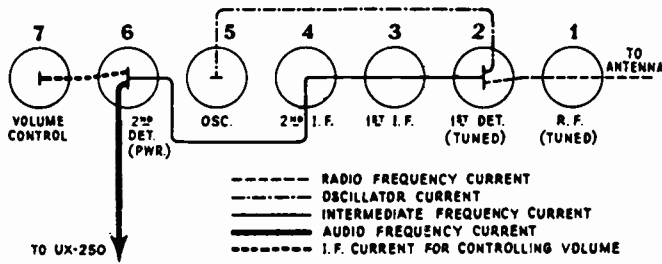 7 6 5 4 3 2 1
TO
ANTENNA
VOLUME
CONTROL
2ND
DET.
(PWR.)
OSC.
2ND I.F.
1ST I.F.
1ST DET.
(TUNED)
R.F.
(TUNED)
RADIO FREQUENCY CURRENT
OSCILLATOR CURRENT
INTERMEDIATE FREQUENCY CURRENT
AUDIO FREQUENCY CURRENT
I.F. CURRENT FOR CONTROLLING VOLUME
TO UX-250